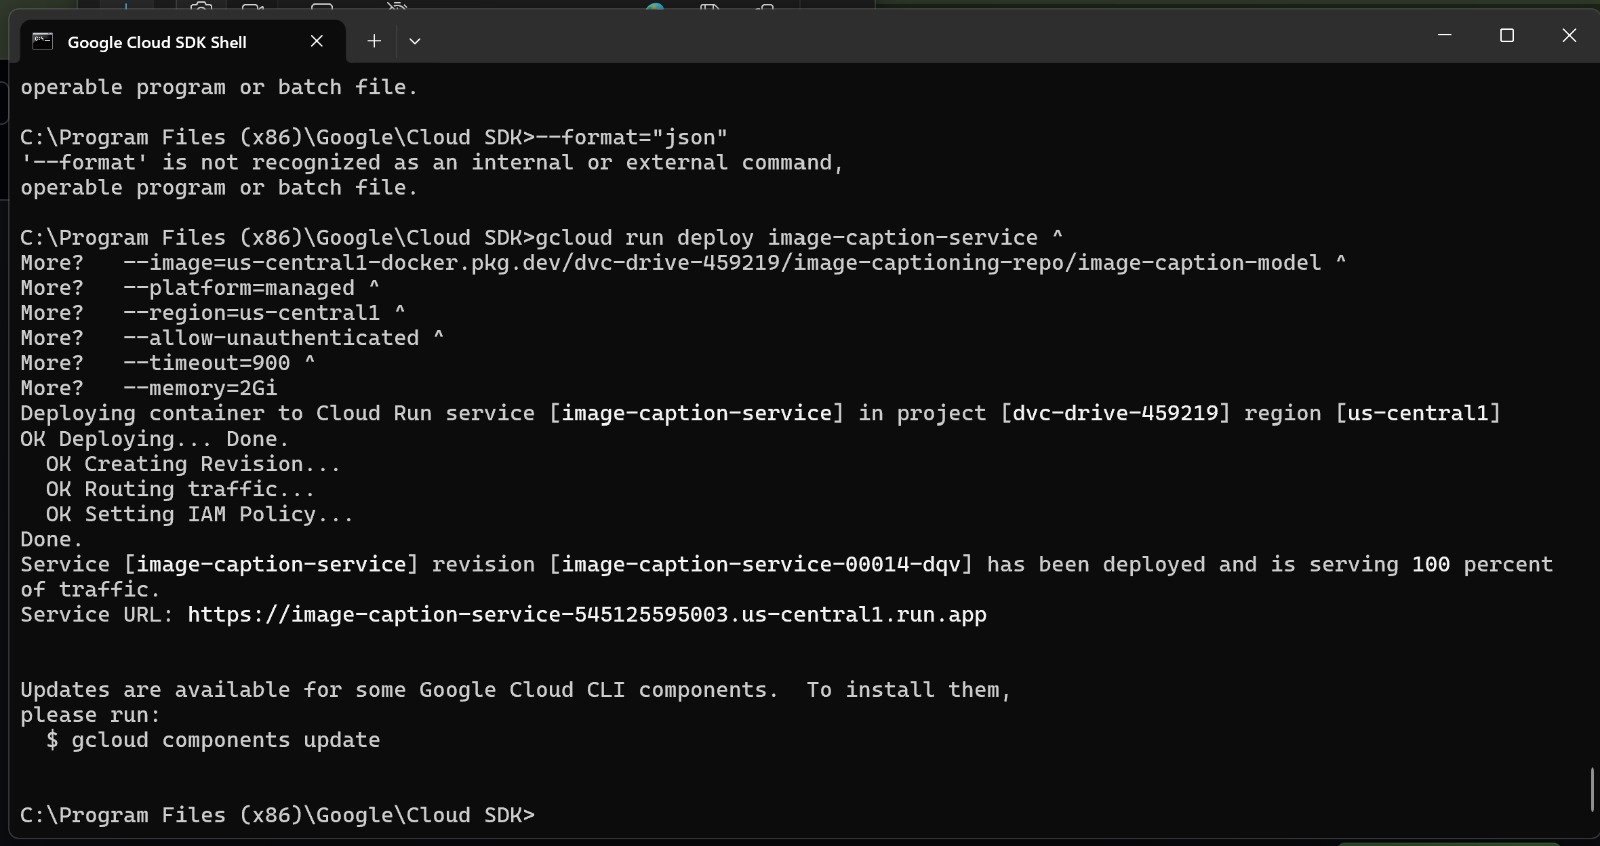 Google Cloud SDK Shell
operable program or batch file.
C:\Program Files (x86)\Google\Cloud SDK>--format="json"
'--format' is not recognized as an internal or external command,
operable program or batch file.
C:\Program Files (x86)\Google\Cloud SDK>gcloud run deploy image-caption-service ^
More?   --image=us-central1-docker.pkg.dev/dvc-drive-459219/image-captioning-repo/image-caption-model ^
More?   --platform=managed ^
More?   --region=us-central1 ^
More?   --allow-unauthenticated ^
More?   --timeout=900 ^
More?   --memory=2Gi
Deploying container to Cloud Run service [image-caption-service] in project [dvc-drive-459219] region [us-central1]
OK Deploying... Done.
  OK Creating Revision...
  OK Routing traffic...
  OK Setting IAM Policy...
Done.
Service [image-caption-service] revision [image-caption-service-00014-dqv] has been deployed and is serving 100 percent
of traffic.
Service URL: https://image-caption-service-545125595003.us-central1.run.app
Updates are available for some Google Cloud CLI components.  To install them,
please run:
  $ gcloud components update
C:\Program Files (x86)\Google\Cloud SDK>